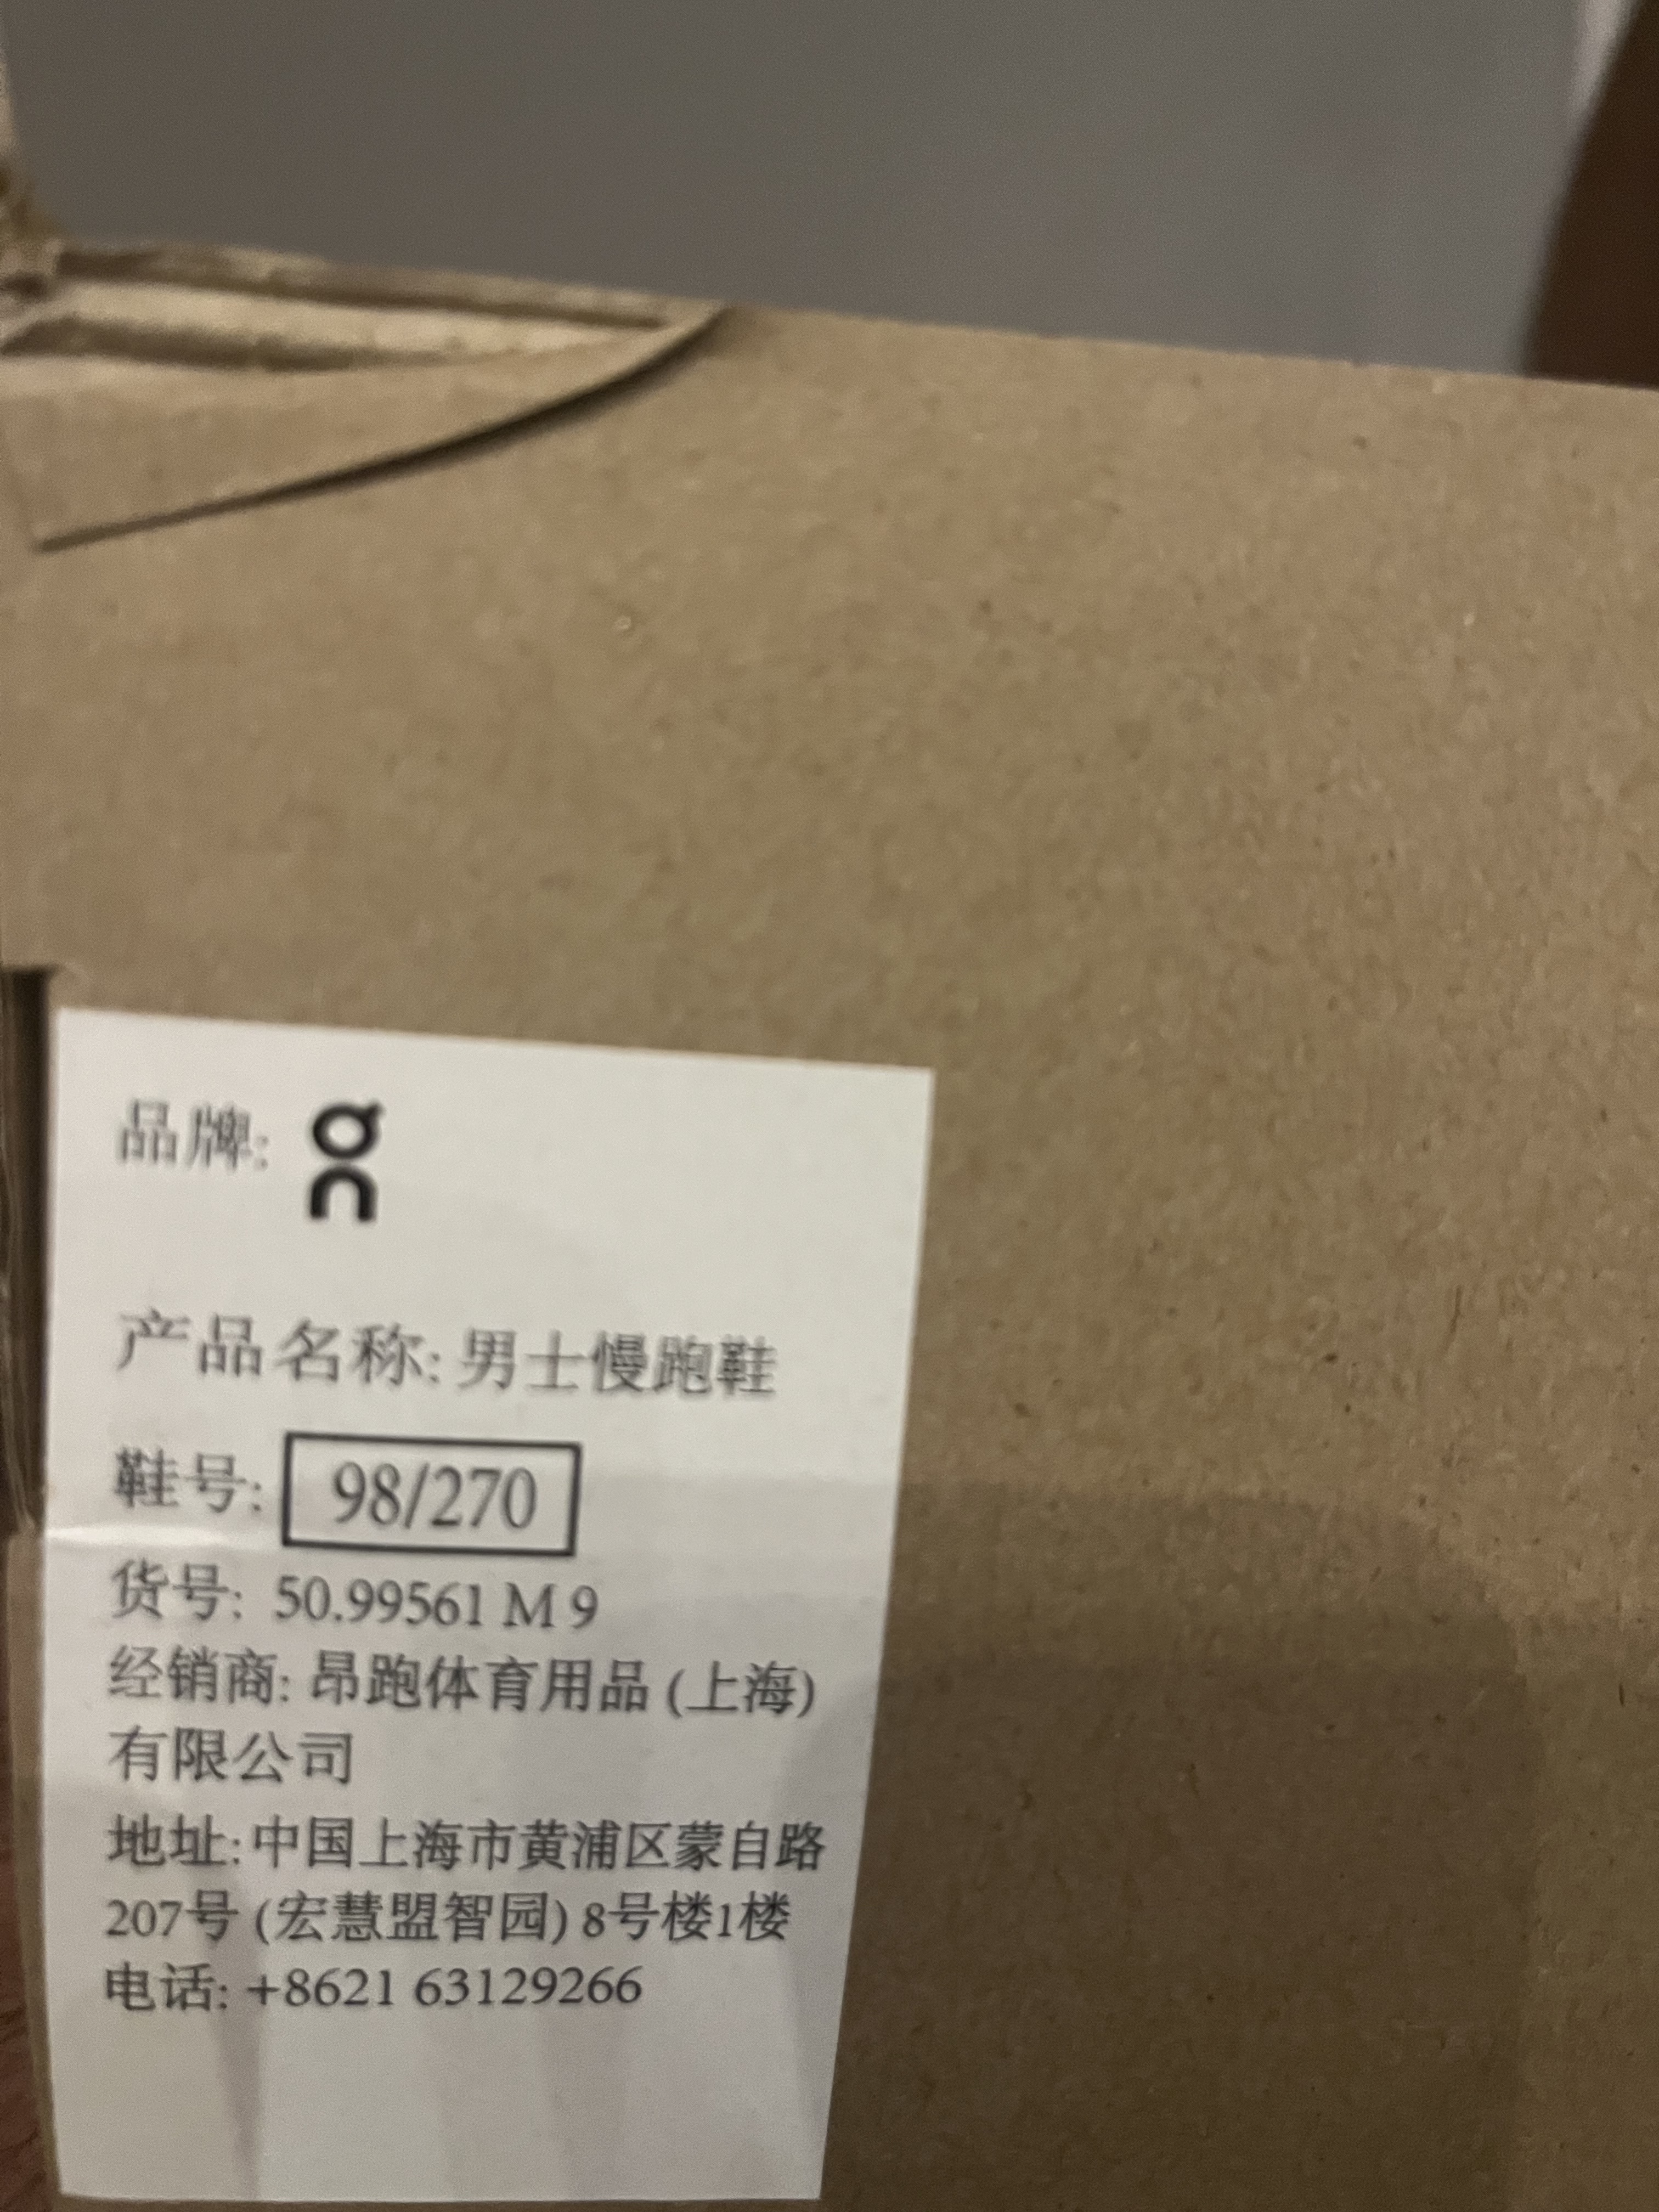 品牌: On
产品名称: 男士慢跑鞋
鞋号: 98/270
货号: 50.99561 M 9
经销商: 昂跑体育用品 (上海)
有限公司
地址: 中国上海市黄浦区蒙自路
207号 (宏慧盟智园) 8号楼1楼
电话: +8621 63129266